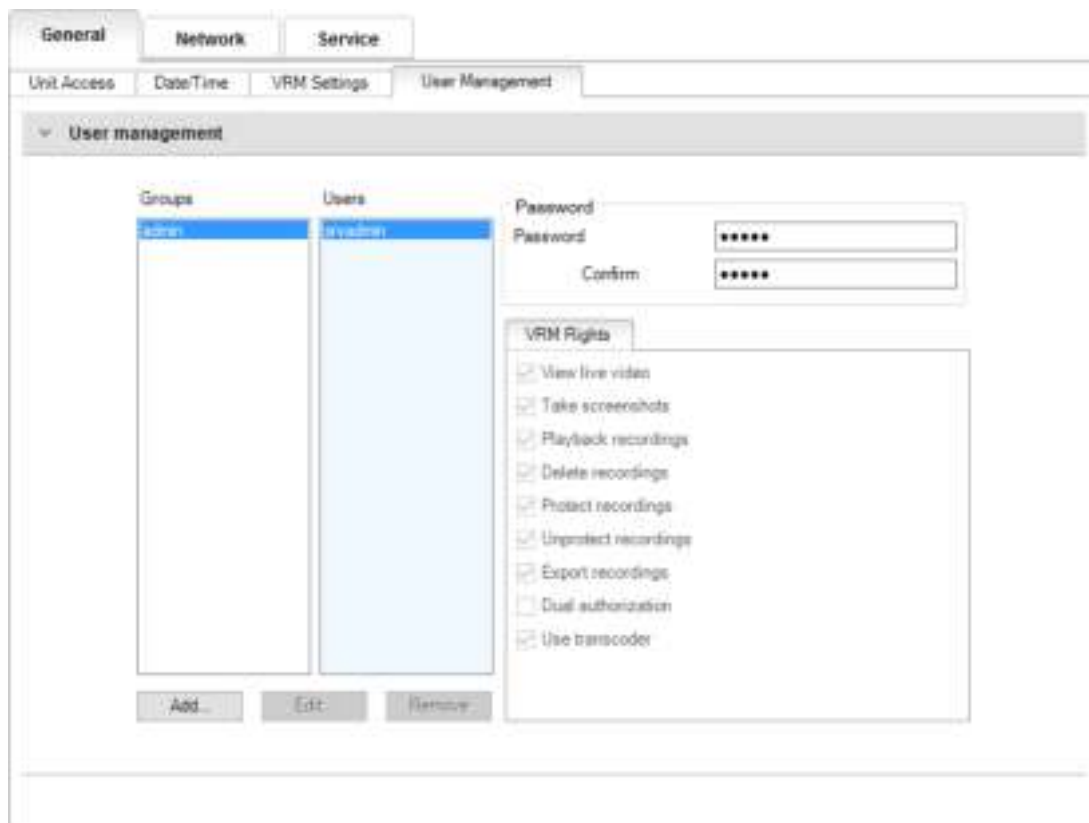 General Network Service
Unit Access Date/Time VRM Settings User Management
User management
Groups Users
admin srvadmin
Password
Password •••••
Confirm •••••
VRM Rights
View live video
Take screenshots
Playback recordings
Delete recordings
Protect recordings
Unprotect recordings
Export recordings
Dual authorization
Use transcoder
Add... Edit Remove